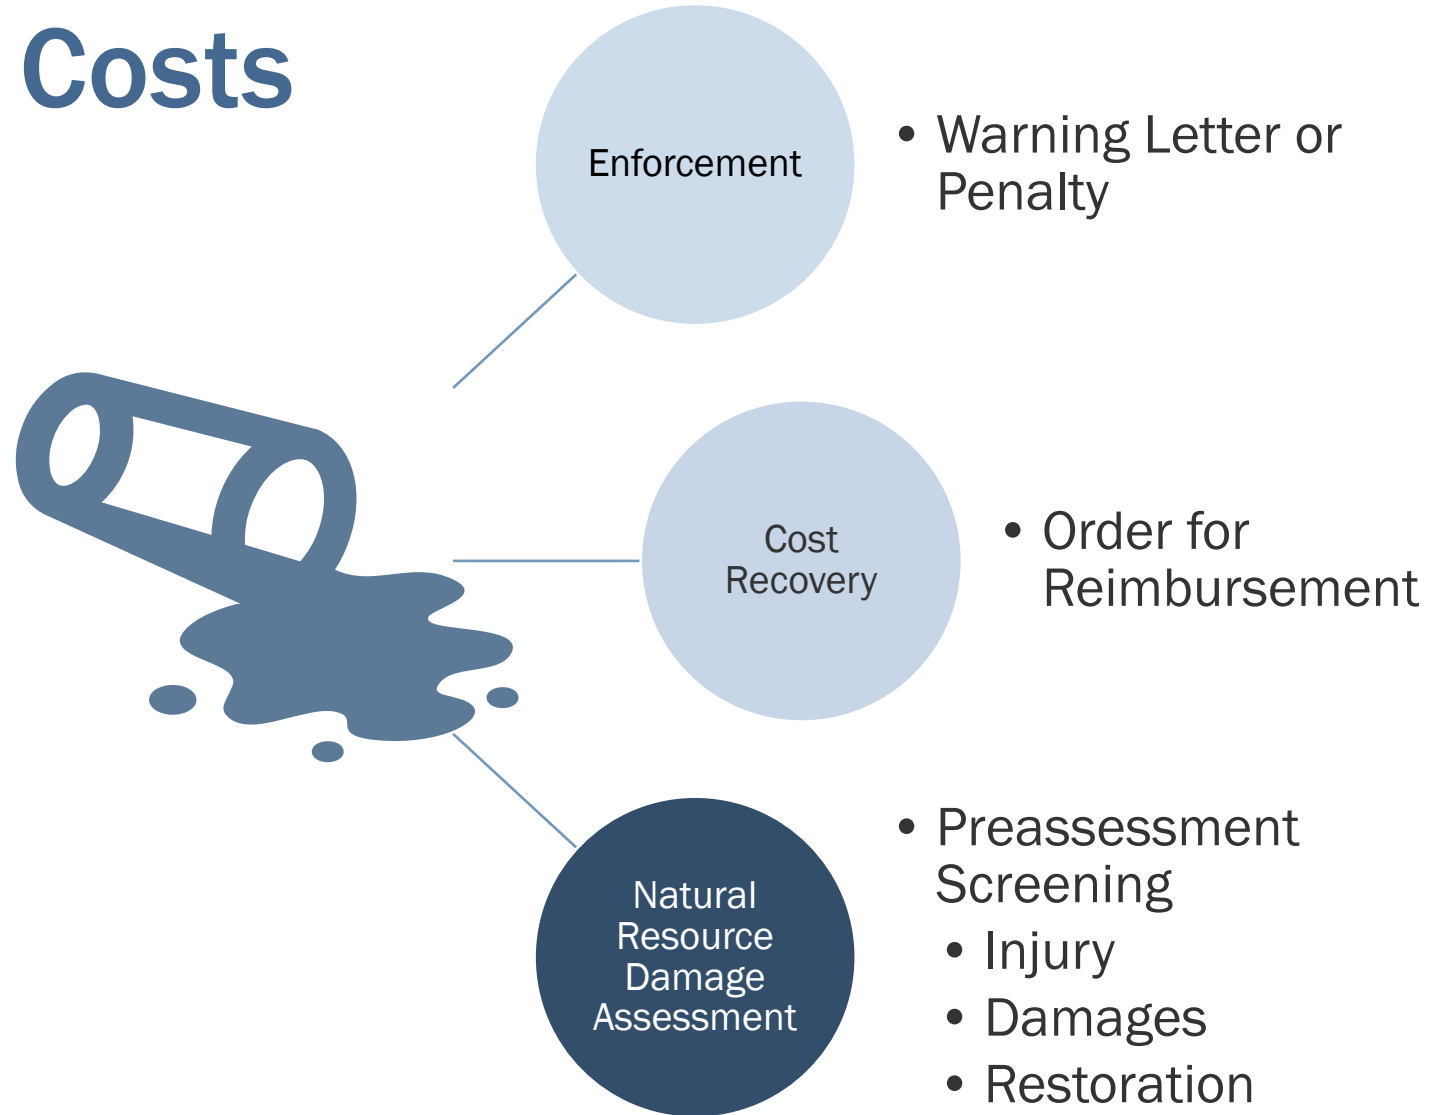 Costs
Enforcement
• Warning Letter or
Penalty
Cost
Recovery
• Order for
Reimbursement
Natural
Resource
Damage
Assessment
• Preassessment
Screening
• Injury
• Damages
• Restoration